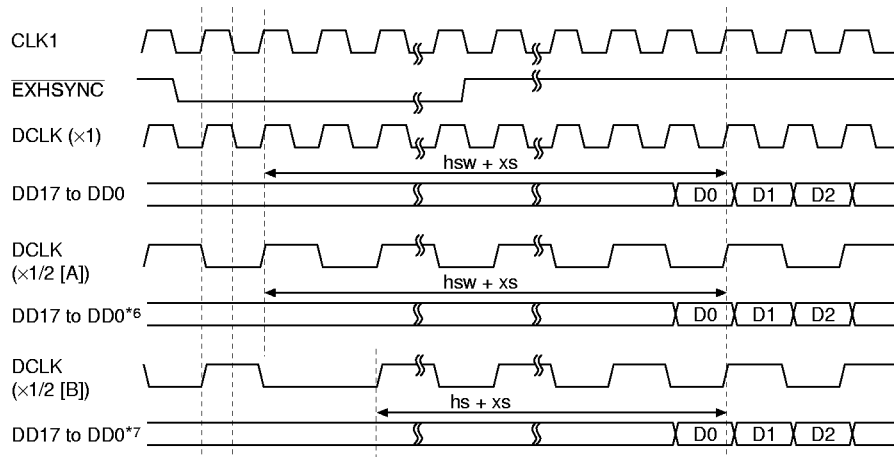 CLK1
EXHSYNC
DCLK (×1)
hsw + xs
DD17 to DD0 D0 D1 D2
DCLK
(×1/2 [A])
hsw + xs
DD17 to DD0*6 D0 D1 D2
DCLK
(×1/2 [B])
hs + xs
DD17 to DD0*7 D0 D1 D2